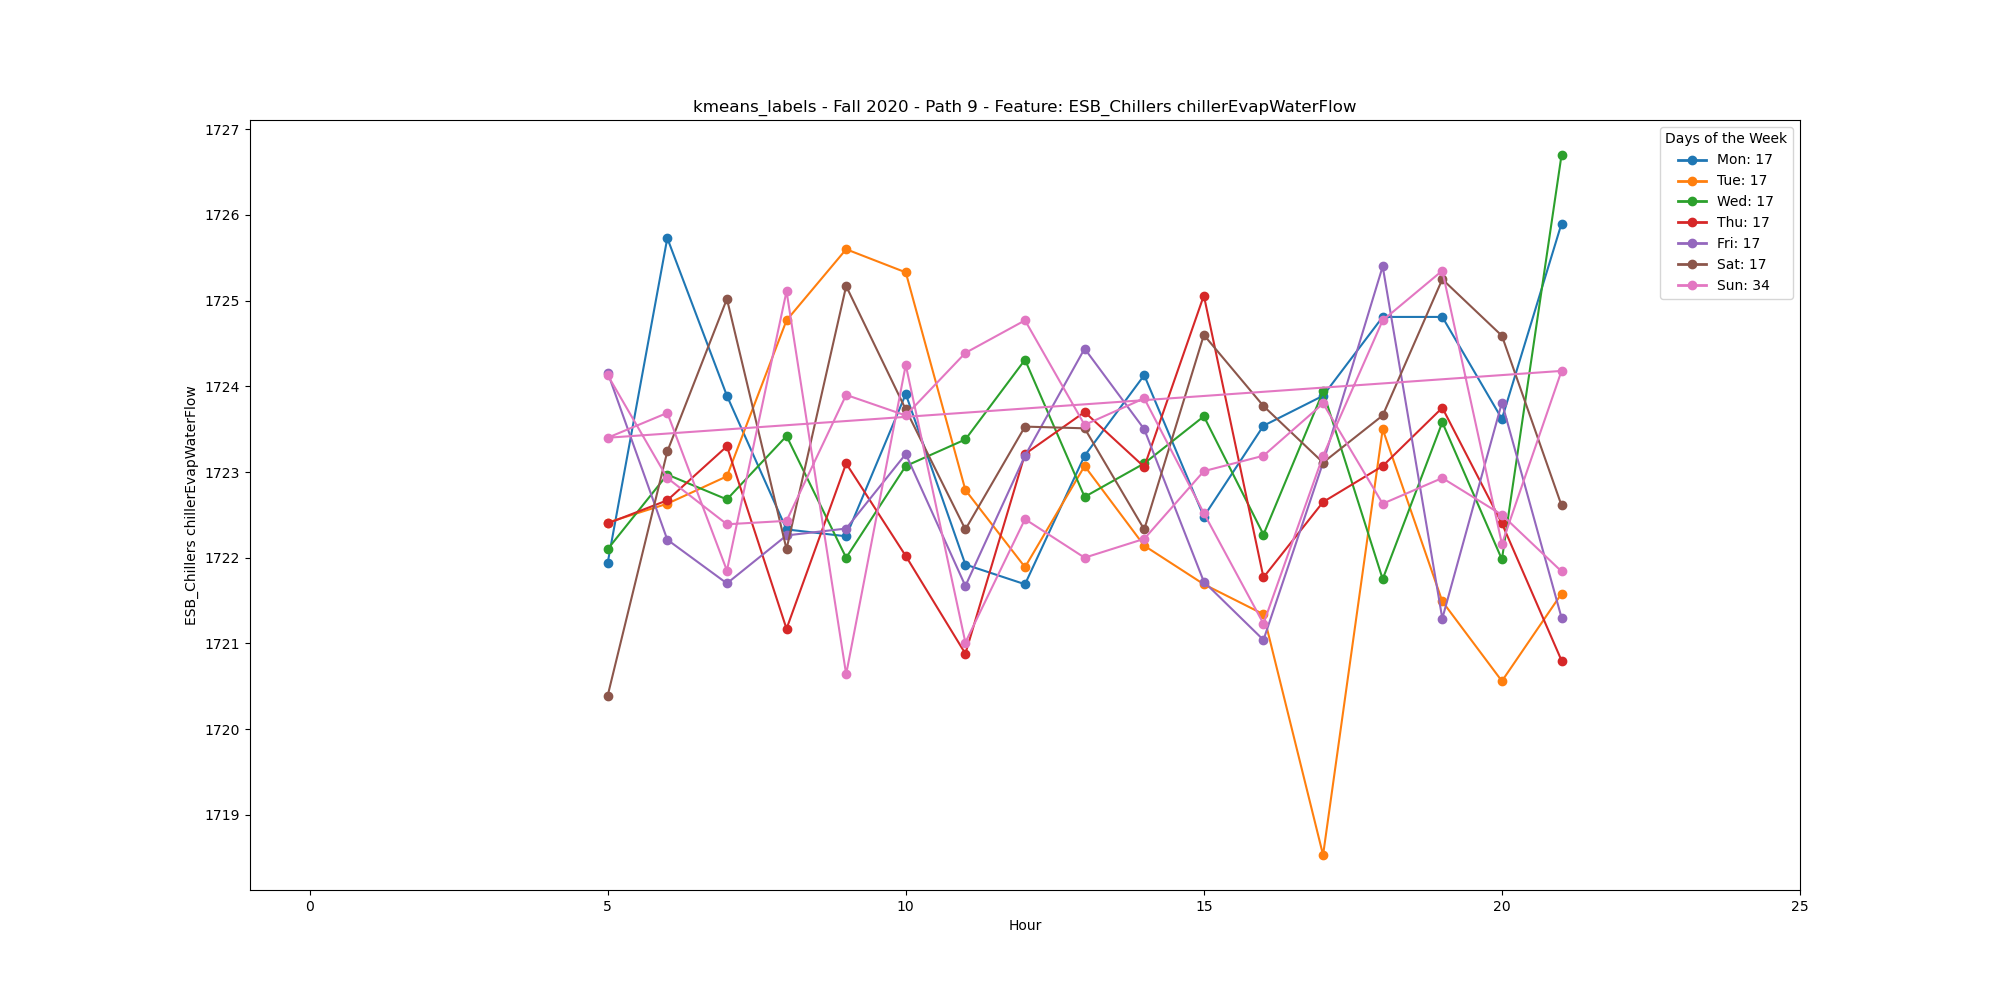 kmeans_labels - Fall 2020 - Path 9 - Feature: ESB_Chillers chillerEvapWaterFlow
Days of the Week
Mon: 17
Tue: 17
Wed: 17
Thu: 17
Fri: 17
Sat: 17
Sun: 34
ESB_Chillers chillerEvapWaterFlow
1727
1726
1725
1724
1723
1722
1721
1720
1719
0 5 10 15 20 25
Hour